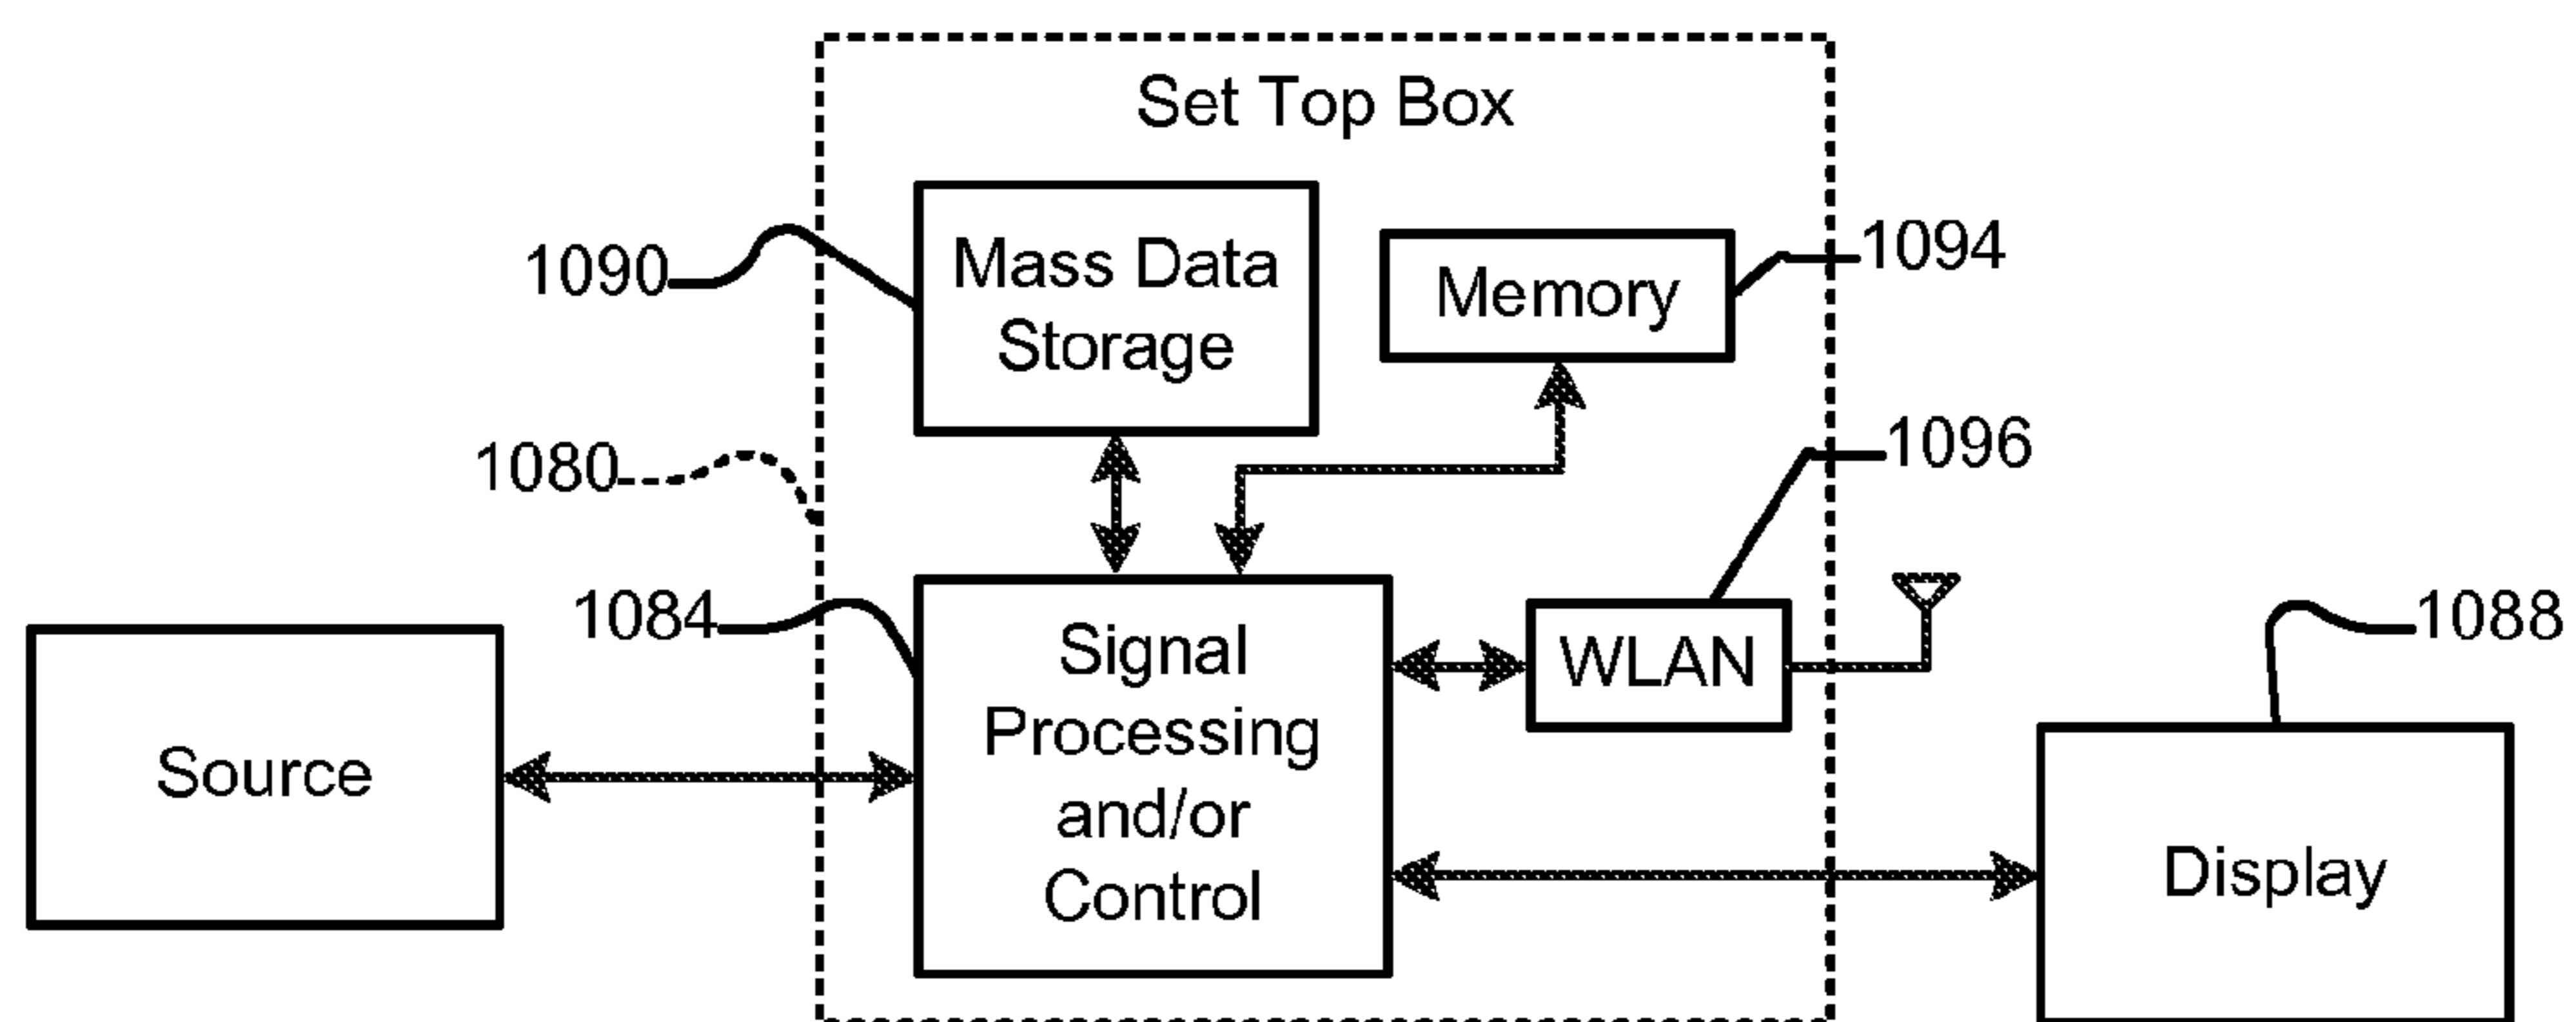 Set Top Box
1090
Mass Data
Storage
Memory
1094
1080
1096
1084
Signal
Processing
and/or
Control
WLAN
1088
Source
Display